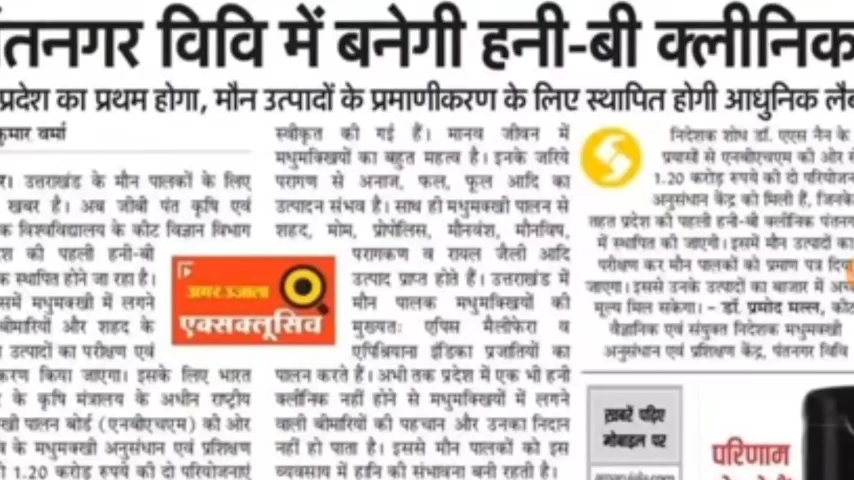 पंतनगर विवि में बनेगी हनी-बी क्लीनिक
प्रदेश का प्रथम होगा, मौन उत्पादों के प्रमाणीकरण के लिए स्थापित होगी आधुनिक लैब
कुमार वर्मा
उत्तराखंड के मौन पालकों के लिए
खबर है। अब जीबी पंत कृषि एवं
विश्वविद्यालय के कीट विज्ञान विभाग
की पहली हनी-बी
स्थापित होने जा रहा है।
मधुमक्खी में लगने
बीमारियों और शहद के
उत्पादों का परीक्षण एवं
किया जाएगा। इसके लिए भारत
के कृषि मंत्रालय के अधीन राष्ट्रीय
पालन बोर्ड (एनबीएचएम) की ओर
के मधुमक्खी अनुसंधान एवं प्रशिक्षण
1.20 करोड़ रुपये की दो परियोजनाएं
अमर उजाला
एक्सक्लूसिव
स्वीकृत की गई हैं। मानव जीवन में
मधुमक्खियों का बहुत महत्व है। इनके जरिये
परागण से अनाज, फल, फूल आदि का
उत्पादन संभव है। साथ ही मधुमक्खी पालन से
शहद, मोम, प्रोपोलिस, मौनवंश, मौनविष,
परागकण व रायल जैली आदि
उत्पाद प्राप्त होते हैं। उत्तराखंड में
मौन पालक मधुमक्खियों की
मुख्यतः एपिस मैलीफेरा व
एपिश्रियाना इंडिका प्रजातियों का
पालन करते हैं। अभी तक प्रदेश में एक भी हनी
क्लीनिक नहीं होने से मधुमक्खियों में लगने
वाली बीमारियों की पहचान और उनका निदान
नहीं हो पाता है। इससे मौन पालकों को इस
व्यवसाय में हानि की संभावना बनी रहती है।
निदेशक शोध डॉ. एएस नैन के
प्रयासों से एनबीएचएम की ओर से
1.20 करोड़ रुपये की दो
अनुसंधान केंद्र को मिली हैं, जिनके
तहत प्रदेश की पहली हनी-बी क्लीनिक पंतनगर
में स्थापित की जाएगी। इसमें मौन उत्पादों का
परीक्षण कर मौन पालकों को प्रमाण पत्र
जाएगा। इससे उनके उत्पादों का बाजार में
मूल्य मिल सकेगा। - डॉ. प्रमोद मल्ल, कीट
वैज्ञानिक एवं संयुक्त निदेशक मधुमक्खी
अनुसंधान एवं प्रशिक्षण केंद्र, पंतनगर विवि
ख़बरें पढ़िए
मोबाइल पर
परिणाम